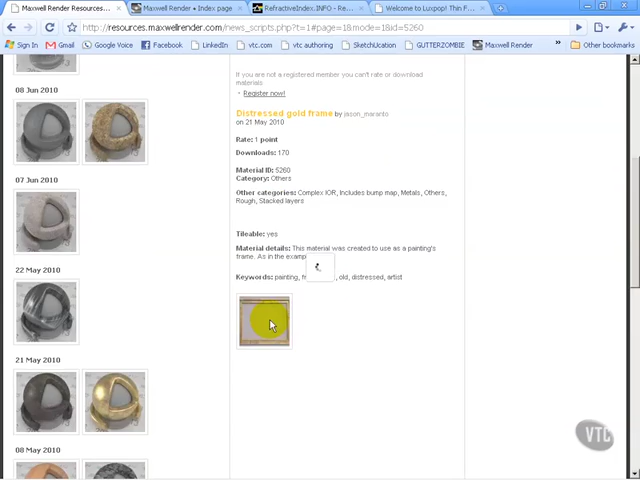 Maxwell Render Resources...
Maxwell Render • Index page
RefractiveIndex.INFO - Re...
Welcome to Luxpop! Thin F...
http://resources.maxwellrender.com/news_scripts.php?t=1#page=1&mode=1&id=5260
Sign In
Gmail
Google Voice
Facebook
LinkedIn
vtc.com
vtc authoring
SketchUcation
GUTTERZOMBIE
Maxwell Render
Other bookmarks
08 Jun 2010
07 Jun 2010
22 May 2010
21 May 2010
08 May 2010
If you are not a registered member you can't rate or download
materials
Register now!
Distressed gold frame by jason_maranto
on 21 May 2010
Rate: 1 point
Downloads: 170
Material ID: 5260
Category: Others
Other categories: Complex IOR, Includes bump map, Metals, Others,
Rough, Stacked layers
Tileable: yes
Material details: This material was created to use as a painting's
frame. As in the
Keywords: painting, old, distressed, artist
VTC